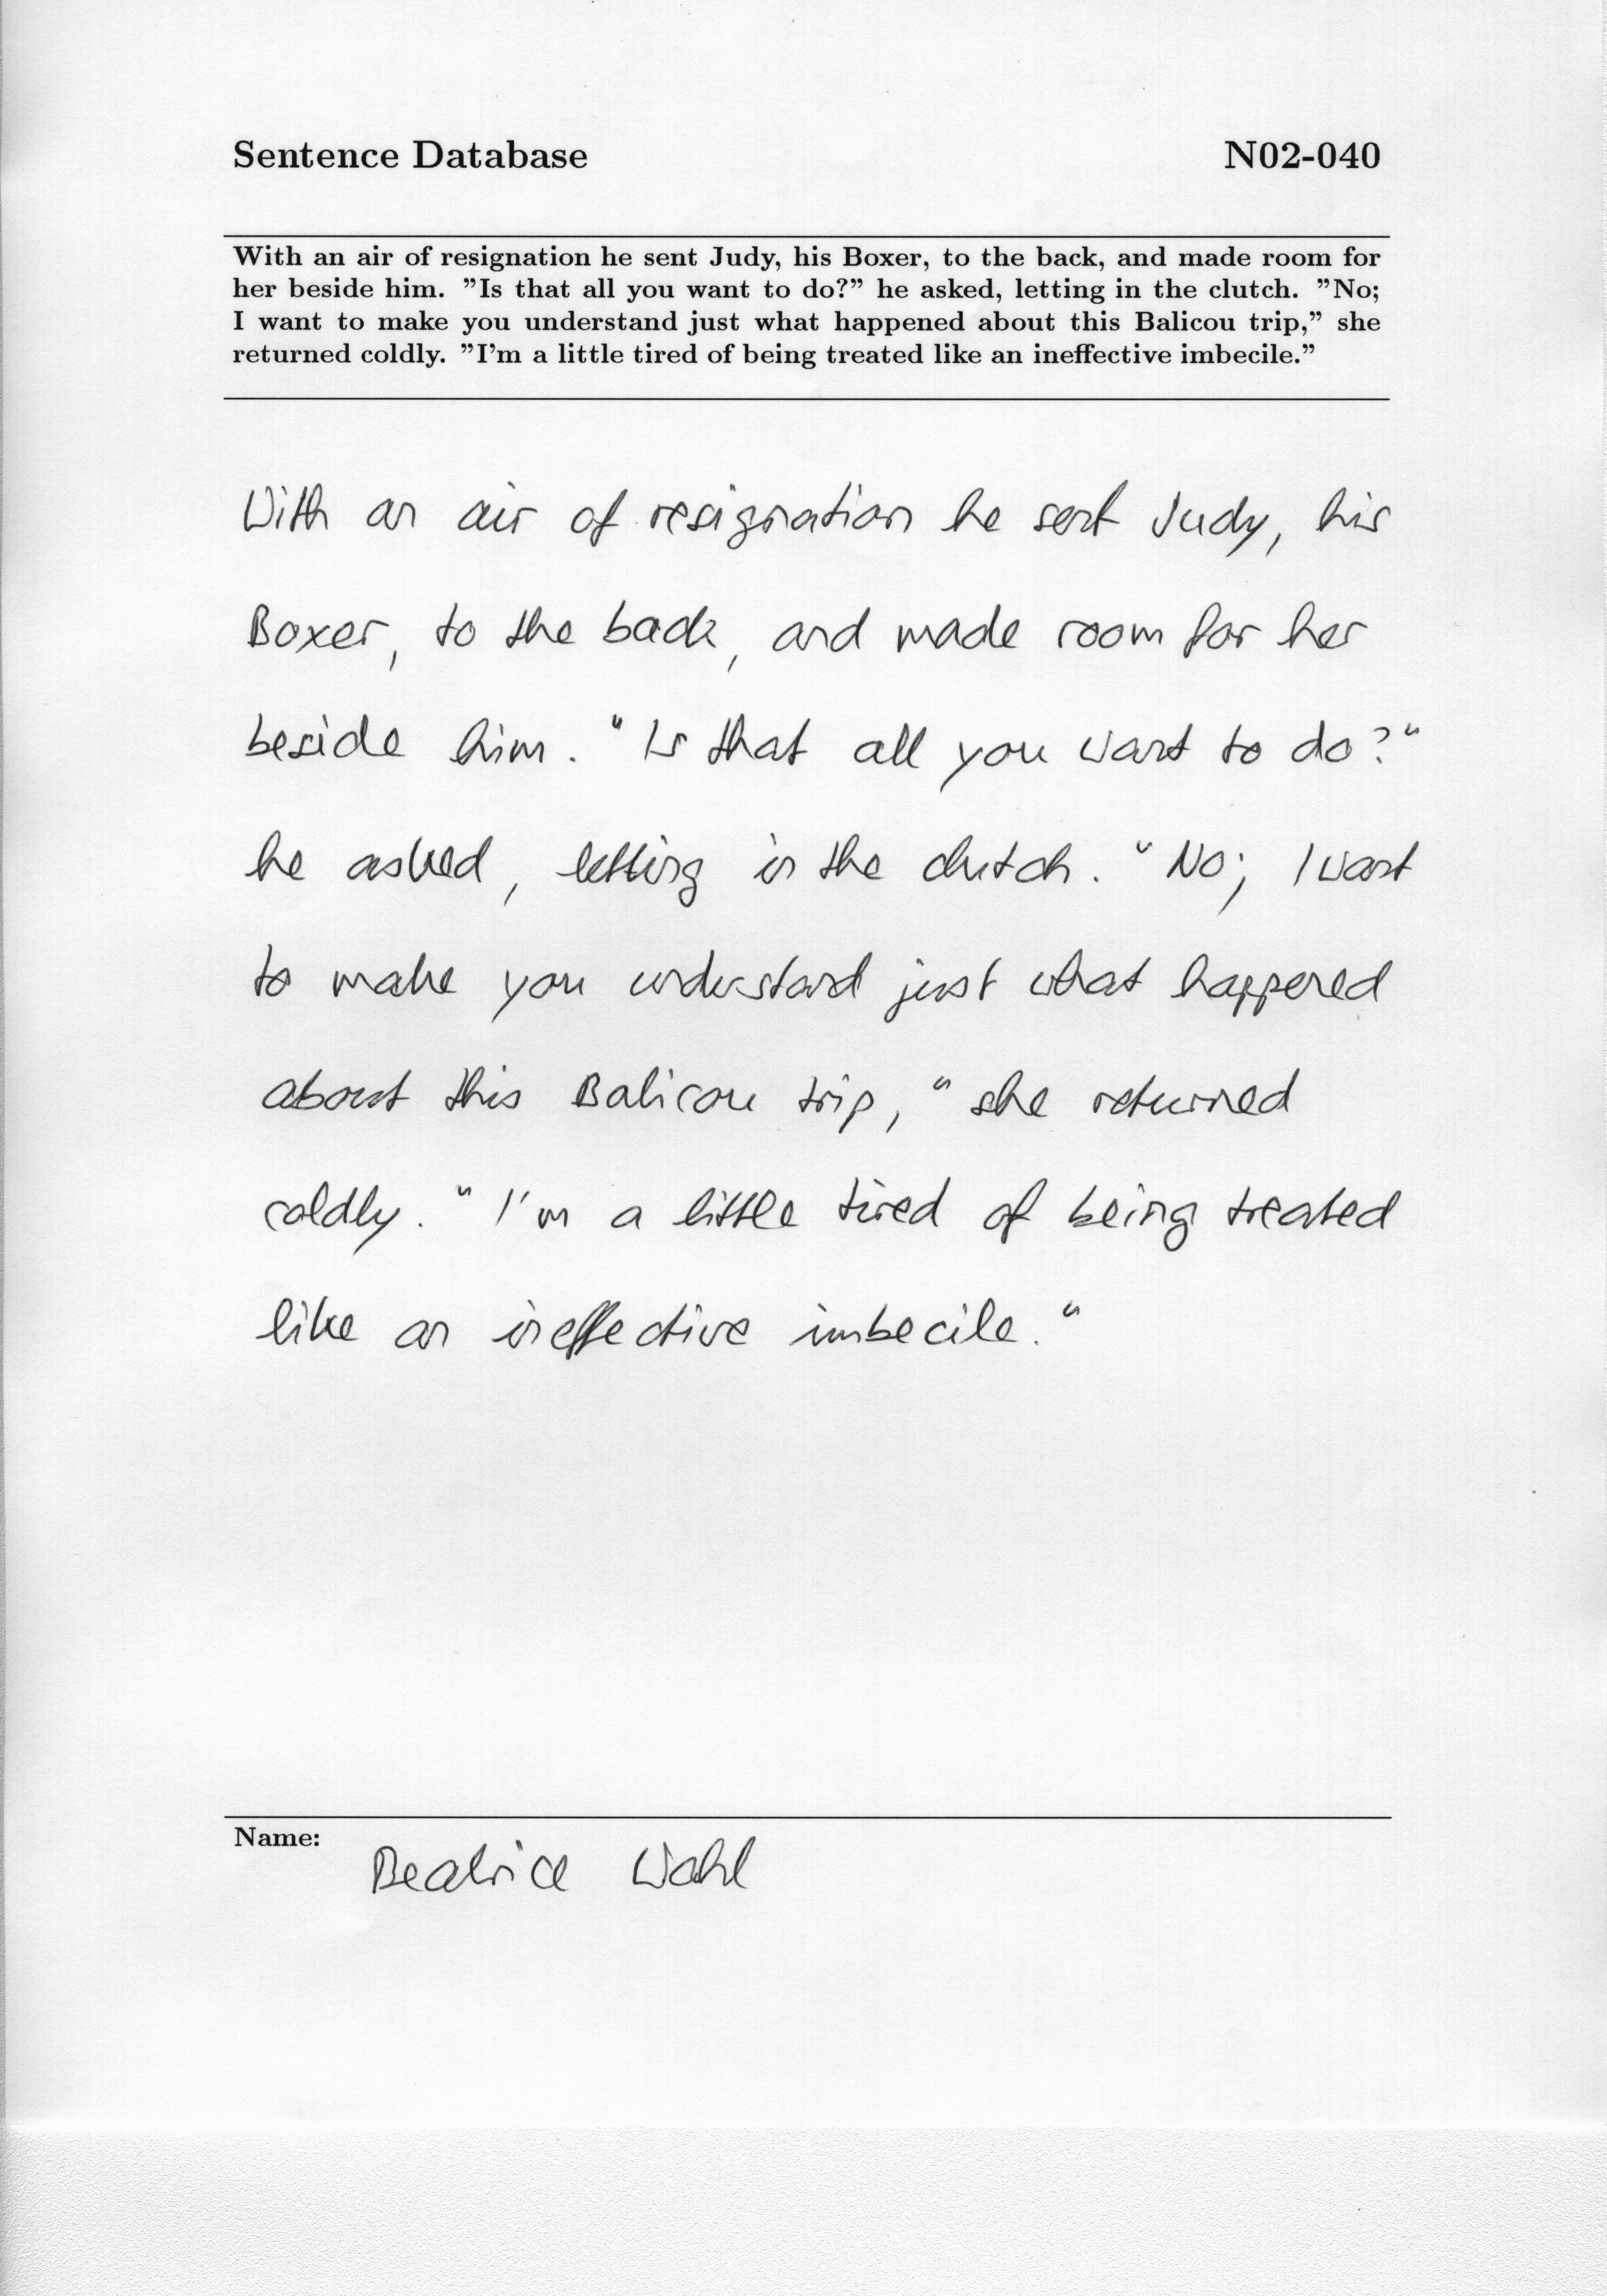 Sentence Database N02-040
With an air of resignation he sent Judy, his Boxer, to the back, and made room for
her beside him. ”Is that all you want to do?” he asked, letting in the clutch. ”No;
I want to make you understand just what happened about this Balicou trip,” she
returned coldly. ”I'm a little tired of being treated like an ineffective imbecile.”
With an air of resignation he sent Judy, his
Boxer, to the back, and made room for her
beside him. "Is that all you want to do?"
he asked, letting in the clutch. "No; I want
to make you understand just what happened
about this Balicou trip," she returned
coldly. "I'm a little tired of being treated
like an ineffective imbecile."
Name:
Beatrice Wahl